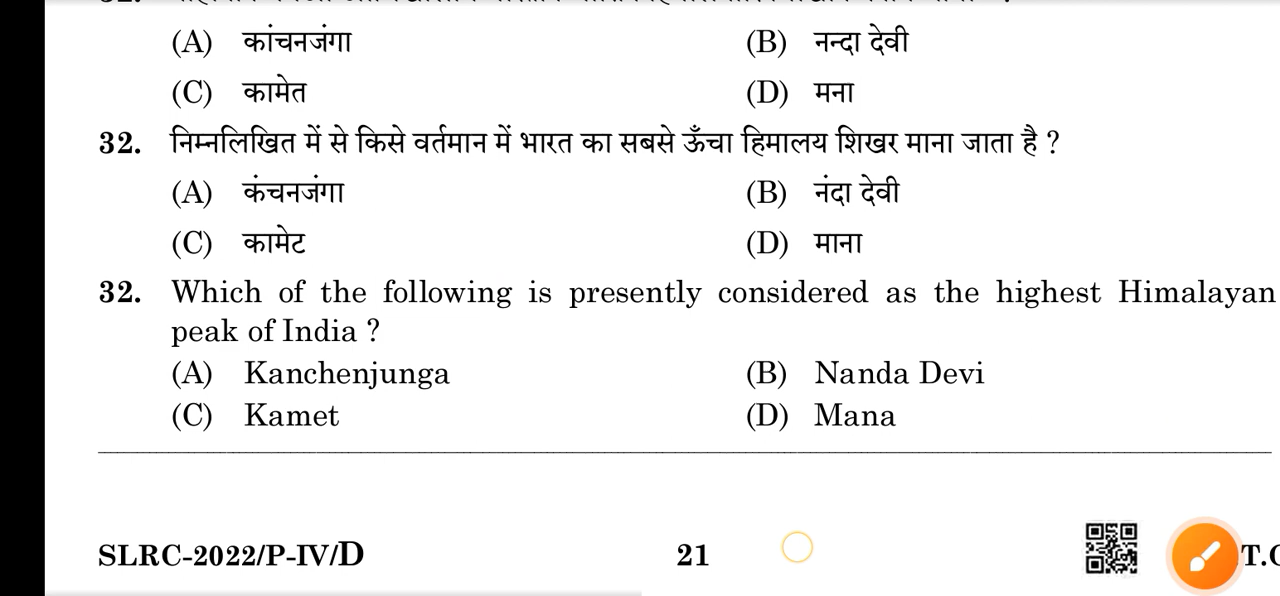 (A) कांचनजंगा (B) नन्दा देवी
(C) कामेत (D) मना
32. निम्नलिखित में से किसे वर्तमान में भारत का सबसे ऊँचा हिमालय शिखर माना जाता है ?
(A) कंचनजंगा (B) नंदा देवी
(C) कामेट (D) माना
32. Which of the following is presently considered as the highest Himalayan
peak of India ?
(A) Kanchenjunga (B) Nanda Devi
(C) Kamet (D) Mana
SLRC-2022/P-IV/D 21